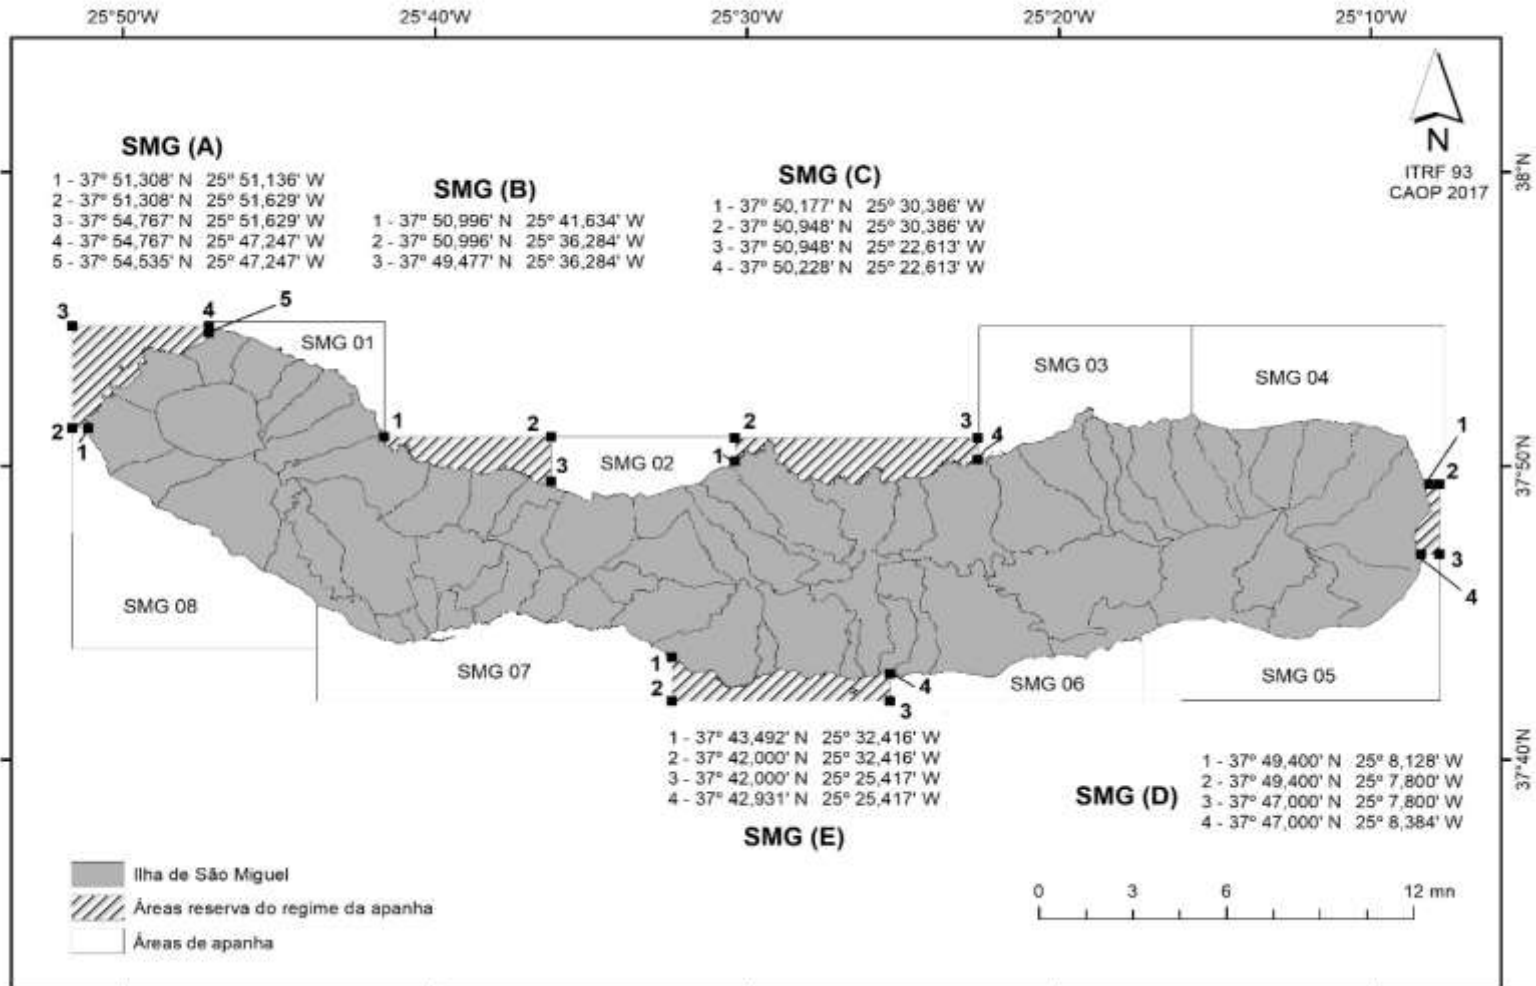 25°50'W 25°40'W 25°30'W 25°20'W 25°10'W
N
ITRF 93
CAOP 2017
38°N
37°50'N
37°40'N
SMG (A)
1 - 37° 51,308' N 25° 51,136' W
2 - 37° 51,308' N 25° 51,629' W
3 - 37° 54,767' N 25° 51,629' W
4 - 37° 54,767' N 25° 47,247' W
5 - 37° 54,535' N 25° 47,247' W
SMG (B)
1 - 37° 50,996' N 25° 41,634' W
2 - 37° 50,996' N 25° 36,284' W
3 - 37° 49,477' N 25° 36,284' W
SMG (C)
1 - 37° 50,177' N 25° 30,386' W
2 - 37° 50,948' N 25° 30,386' W
3 - 37° 50,948' N 25° 22,613' W
4 - 37° 50,228' N 25° 22,613' W
3
4
5
2
1
SMG 01
1
2
3
SMG 02
2
1
3
4
SMG 03
SMG 04
1
2
3
4
SMG 08
SMG 07
1
2
4
3
SMG 06
SMG 05
1 - 37° 43,492' N 25° 32,416' W
2 - 37° 42,000' N 25° 32,416' W
3 - 37° 42,000' N 25° 25,417' W
4 - 37° 42,931' N 25° 25,417' W
SMG (E)
SMG (D)
1 - 37° 49,400' N 25° 8,128' W
2 - 37° 49,400' N 25° 7,800' W
3 - 37° 47,000' N 25° 7,800' W
4 - 37° 47,000' N 25° 8,384' W
Ilha de São Miguel
Áreas reserva do regime da apanha
Áreas de apanha
0 3 6 12 mn